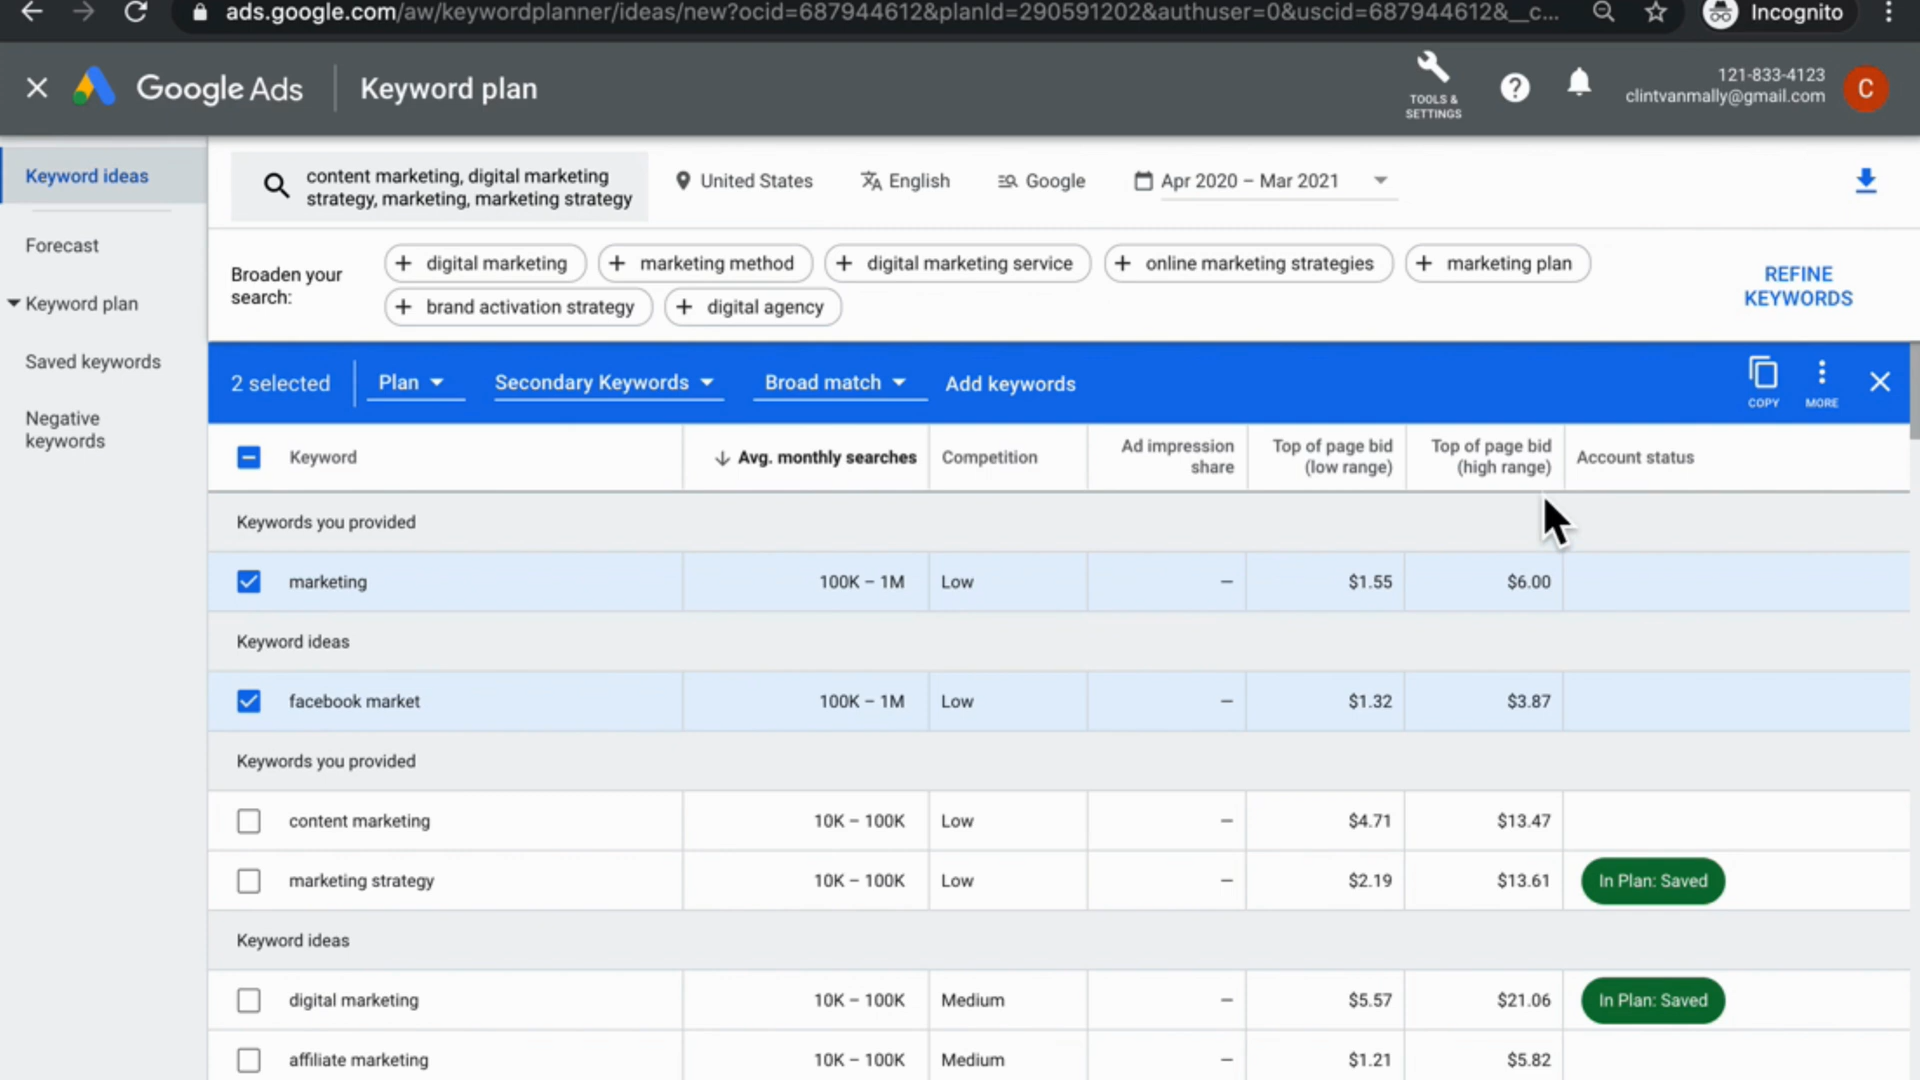 ads.google.com/aw/keywordplanner/ideas/new?ocid=687944612&planId=290591202&authuser=0&uscid=687944612&__c...
Incognito
Google Ads
Keyword plan
TOOLS &
SETTINGS
121-833-4123
clintvanmally@gmail.com
C
Keyword ideas
Forecast
Keyword plan
Saved keywords
Negative
keywords
content marketing, digital marketing
strategy, marketing, marketing strategy
United States
English
Google
Apr 2020 – Mar 2021
Broaden your
search:
+ digital marketing
+ marketing method
+ digital marketing service
+ online marketing strategies
+ marketing plan
+ brand activation strategy
+ digital agency
REFINE
KEYWORDS
2 selected
Plan
Secondary Keywords
Broad match
Add keywords
COPY
MORE
Keyword
Avg. monthly searches
Competition
Ad impression
share
Top of page bid
(low range)
Top of page bid
(high range)
Account status
Keywords you provided
marketing 100K – 1M Low – $1.55 $6.00
Keyword ideas
facebook market 100K – 1M Low – $1.32 $3.87
Keywords you provided
content marketing 10K – 100K Low – $4.71 $13.47
marketing strategy 10K – 100K Low – $2.19 $13.61 In Plan: Saved
Keyword ideas
digital marketing 10K – 100K Medium – $5.57 $21.06 In Plan: Saved
affiliate marketing 10K – 100K Medium – $1.21 $5.82